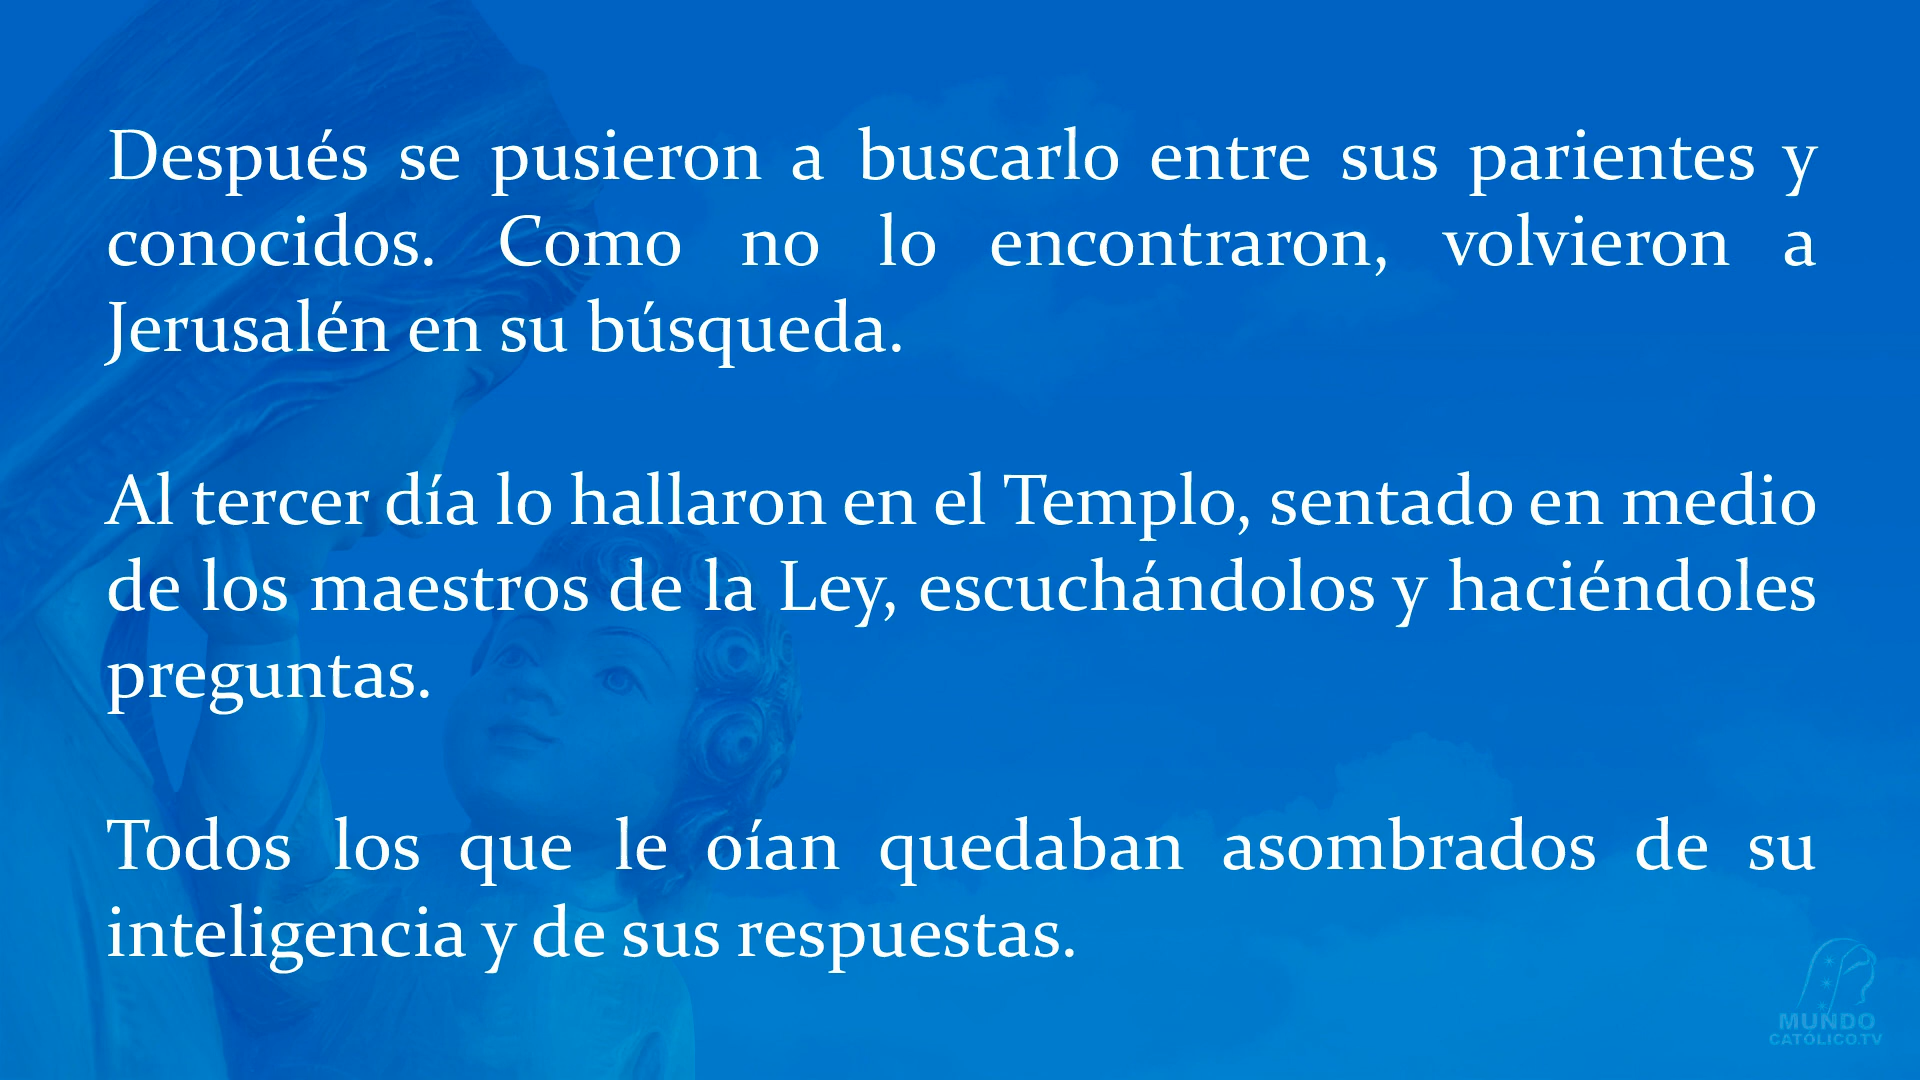 Después se pusieron a buscarlo entre sus parientes y
conocidos. Como no lo encontraron, volvieron a
Jerusalén en su búsqueda.
Al tercer día lo hallaron en el Templo, sentado en medio
de los maestros de la Ley, escuchándolos y haciéndoles
preguntas.
Todos los que le oían quedaban asombrados de su
inteligencia y de sus respuestas.
MUNDO
CATÓLICO.TV